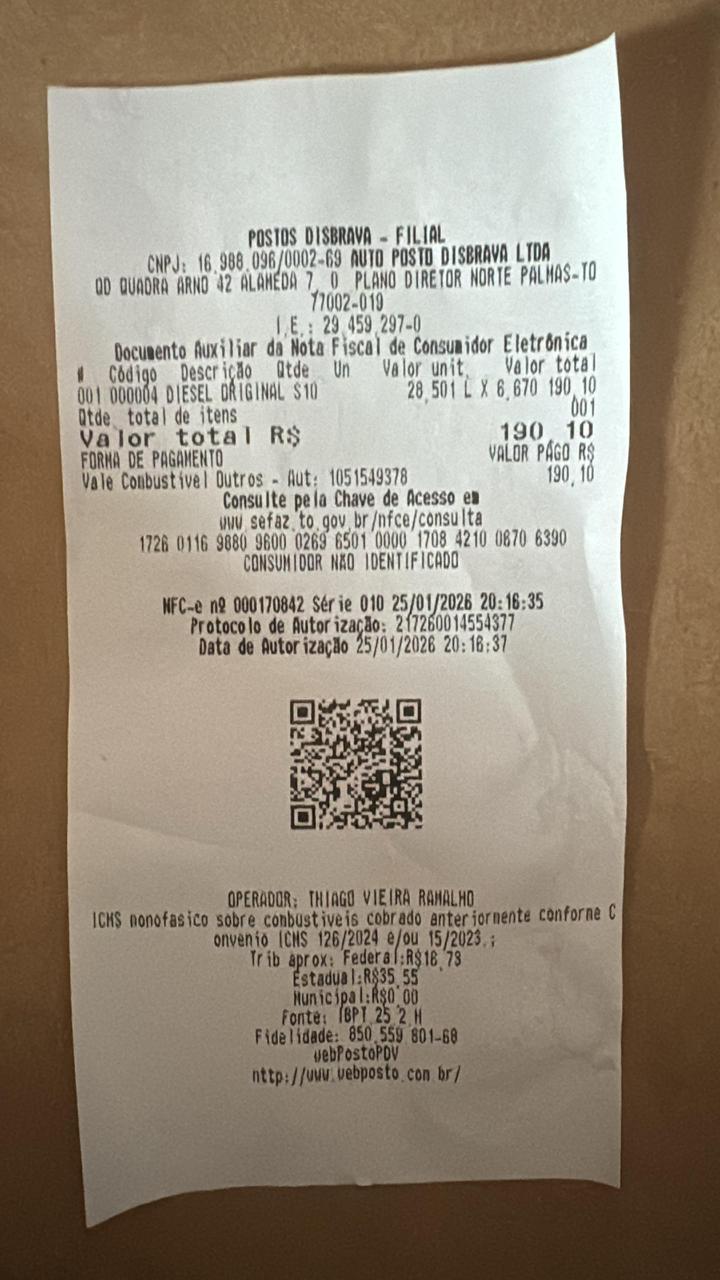 POSTOS DISBRAVA - FILIAL
CNPJ: 16.988.096/0002-69 AUTO POSTO DISBRAVA LTDA
QD QUADRA ARNO 42 ALAMEDA 7, 0, PLANO DIRETOR NORTE PALMAS-TO
77002-019
I.E.: 29.459.297-0
Documento Auxiliar da Nota Fiscal de Consumidor Eletrônica
# Código Descrição Qtde Un Valor unit. Valor total
001 000004 DIESEL ORIGINAL S10 28,501 L X 6,670 190,10
Qtde. total de itens 001
Valor total R$ 190,10
FORMA DE PAGAMENTO VALOR PAGO R$
Vale Combustível Outros - Aut: 1051549378 190,10
Consulte pela Chave de Acesso em
www.sefaz.to.gov.br/nfce/consulta
1726 0116 9880 9600 0269 6501 0000 1708 4210 0670 6390
CONSUMIDOR NÃO IDENTIFICADO
NFC-e nº 000170842 Série 010 25/01/2026 20:16:35
Protocolo de Autorização: 217260014554377
Data de Autorização 25/01/2026 20:16:37
OPERADOR: THIAGO VIEIRA RAMALHO
ICMS monofasico sobre combustiveis cobrado anteriormente conforme C
onvenio ICMS 126/2024 e/ou 15/2023.;
Trib aprox: Federal:R$16,73
Estadual:R$35,55
Municipal:R$0,00
Fonte: IBPT 25.2.H
Fidelidade: 850.559.801-68
webPostoPDV
http://www.webposto.com.br/